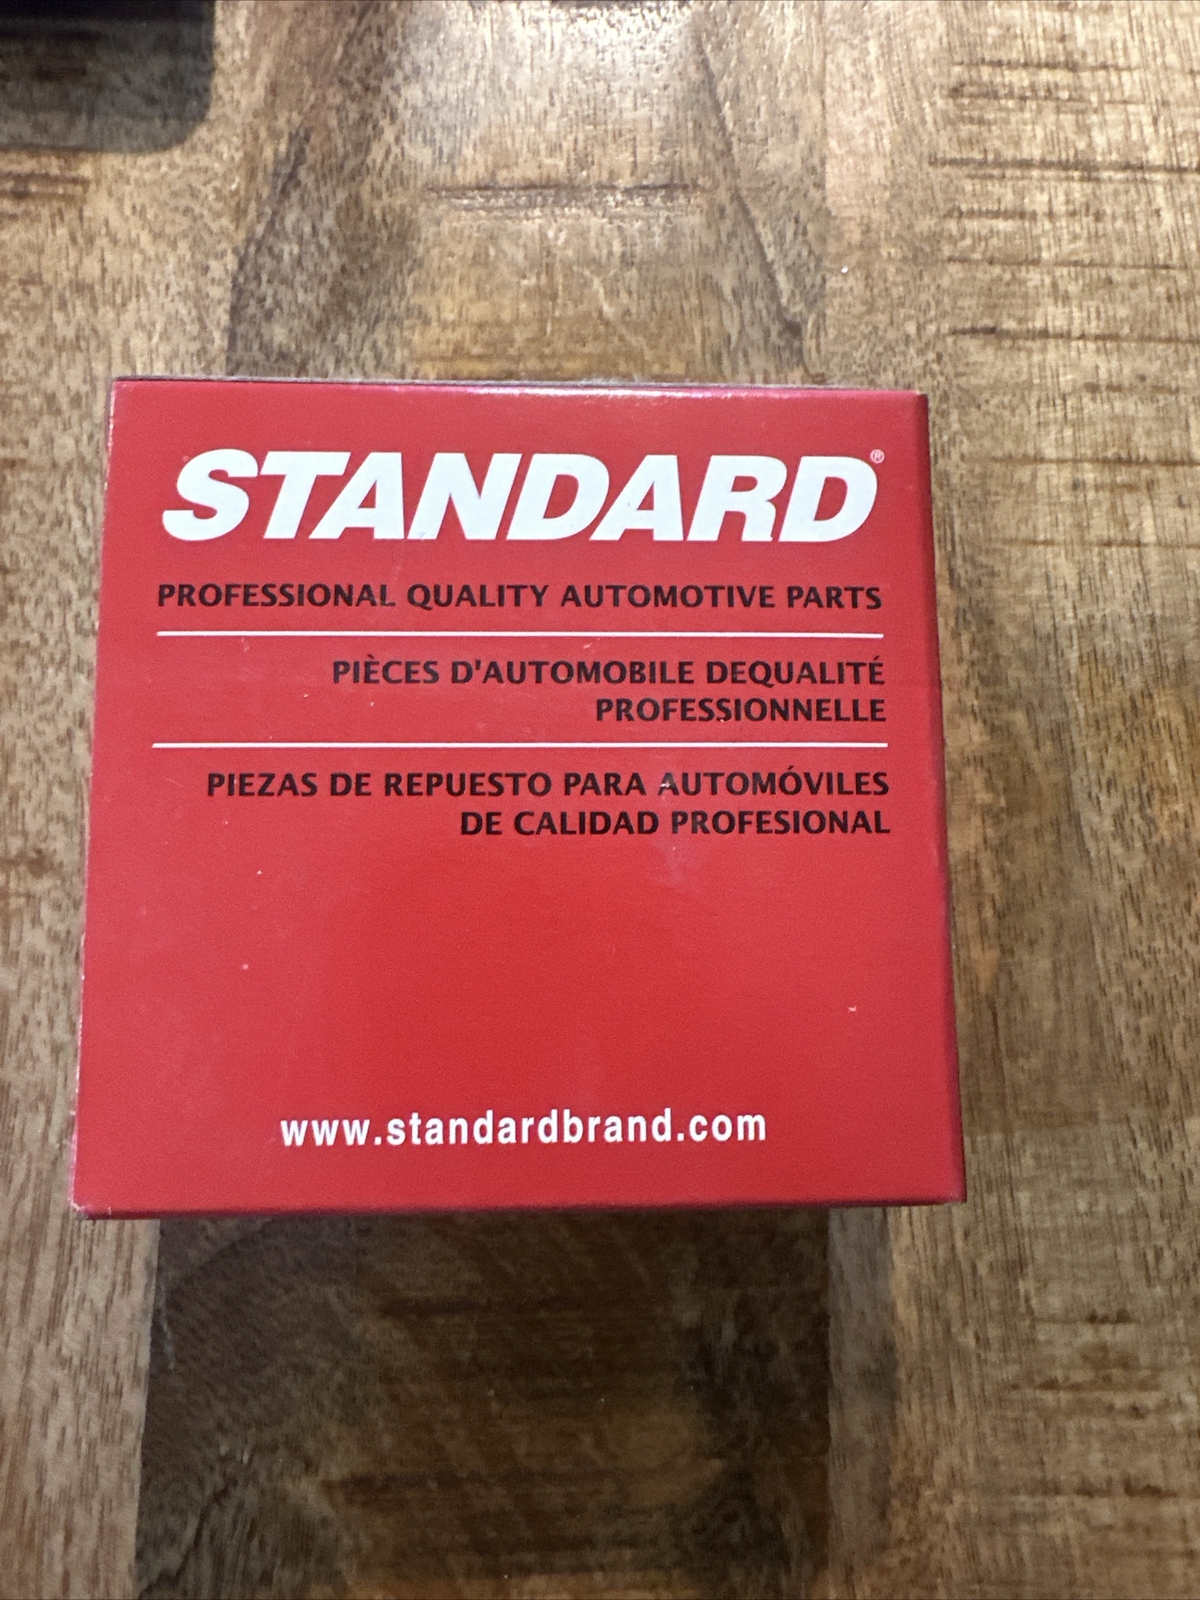 STANDARD®
PROFESSIONAL QUALITY AUTOMOTIVE PARTS
PIÈCES D'AUTOMOBILE DEQUALITÉ
PROFESSIONNELLE
PIEZAS DE REPUESTO PARA AUTOMÓVILES
DE CALIDAD PROFESIONAL
www.standardbrand.com